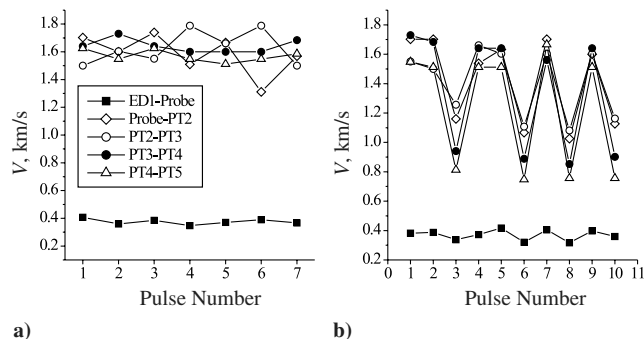 V, km/s
1.8
1.6
1.4
1.2
1.0
0.8
0.6
0.4
0.2
ED1-Probe
Probe-PT2
PT2-PT3
PT3-PT4
PT4-PT5
1 2 3 4 5 6 7
Pulse Number
a)
V, km/s
1.8
1.6
1.4
1.2
1.0
0.8
0.6
0.4
0.2
0 1 2 3 4 5 6 7 8 9 10 11
Pulse Number
b)